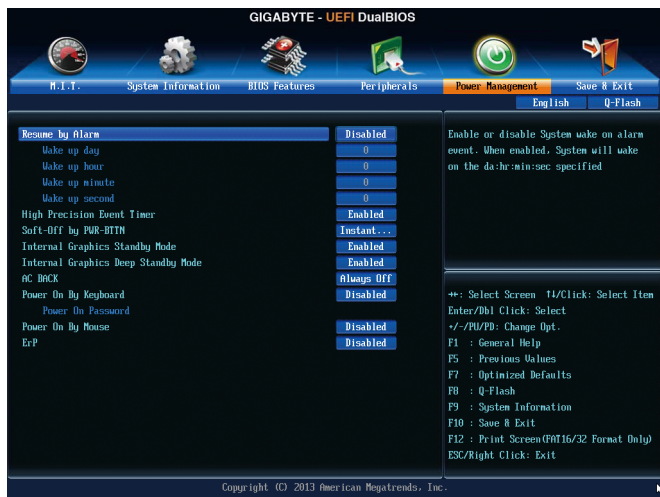 GIGABYTE - UEFI DualBIOS
M.I.T. System Information BIOS Features Peripherals Power Management Save & Exit
English Q-Flash
Resume by Alarm Disabled
Wake up day 0
Wake up hour 0
Wake up minute 0
Wake up second 0
High Precision Event Timer Enabled
Soft-Off by PWR-BTTN Instant...
Internal Graphics Standby Mode Enabled
Internal Graphics Deep Standby Mode Enabled
AC BACK Always Off
Power On By Keyboard Disabled
Power On Password
Power On By Mouse Disabled
ErP Disabled
Enable or disable System wake on alarm
event. When enabled, System will wake
on the da:hr:min:sec specified
→←: Select Screen ↑↓/Click: Select Item
Enter/Dbl Click: Select
+/-/PU/PD: Change Opt.
F1 : General Help
F5 : Previous Values
F7 : Optimized Defaults
F8 : Q-Flash
F9 : System Information
F10 : Save & Exit
F12 : Print Screen(FAT16/32 Format Only)
ESC/Right Click: Exit
Copyright (C) 2013 American Megatrends, Inc.